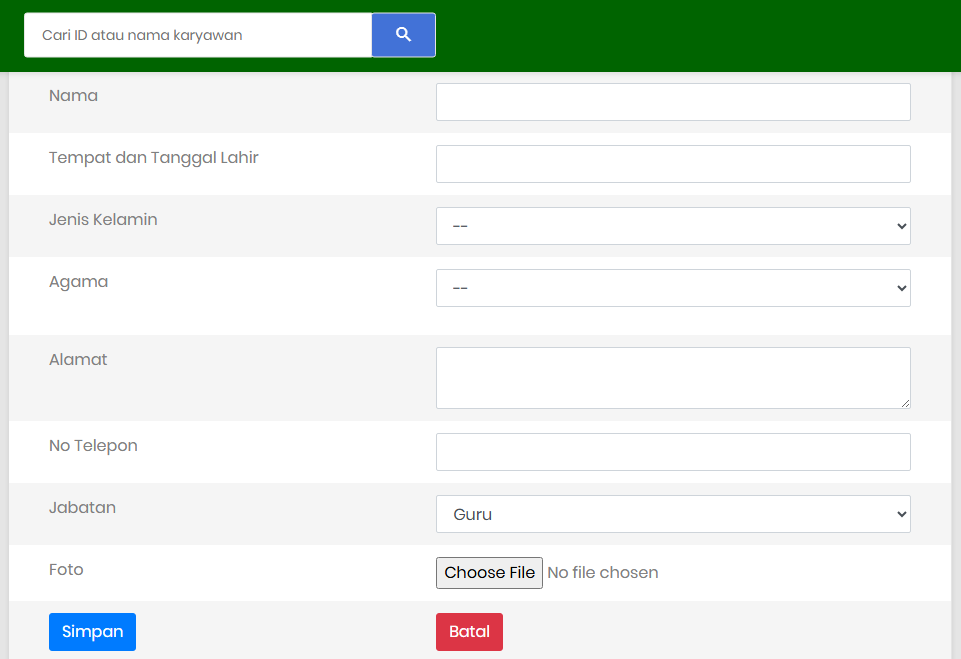 Cari ID atau nama karyawan
Nama
Tempat dan Tanggal Lahir
Jenis Kelamin --
Agama --
Alamat
No Telepon
Jabatan Guru
Foto Choose File No file chosen
Simpan Batal